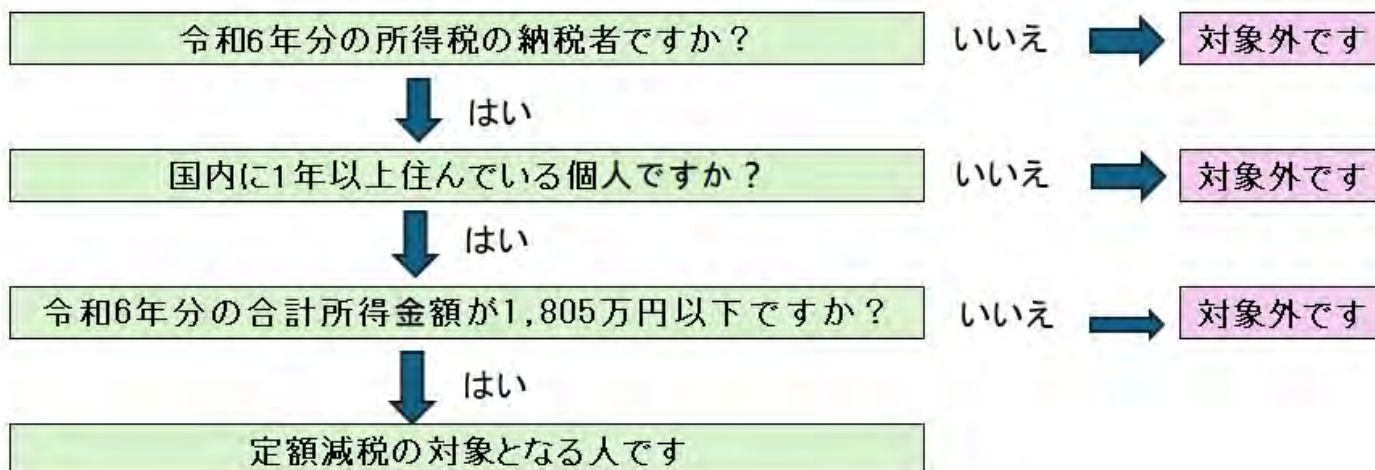 令和6年分の所得税の納税者ですか？ いいえ 対象外です
はい
国内に1年以上住んでいる個人ですか？ いいえ 対象外です
はい
令和6年分の合計所得金額が1,805万円以下ですか？ いいえ 対象外です
はい
定額減税の対象となる人です